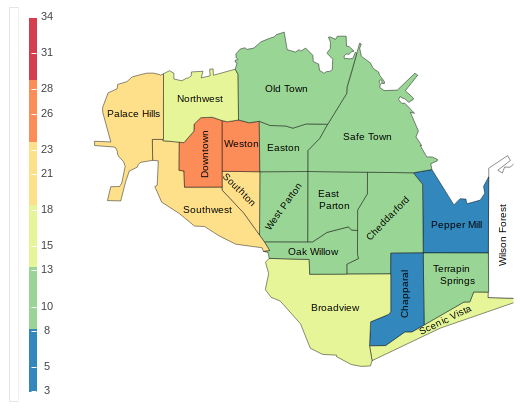 34
31
28
26
23
21
18
15
13
10
8
5
3
Old Town
Northwest
Palace Hills
Safe Town
Downtown
Weston
Easton
Southton
Southwest
West Parton
East
Parton
Cheddarford
Pepper Mill
Wilson Forest
Oak Willow
Terrapin
Springs
Chapparal
Broadview
Scenic Vista